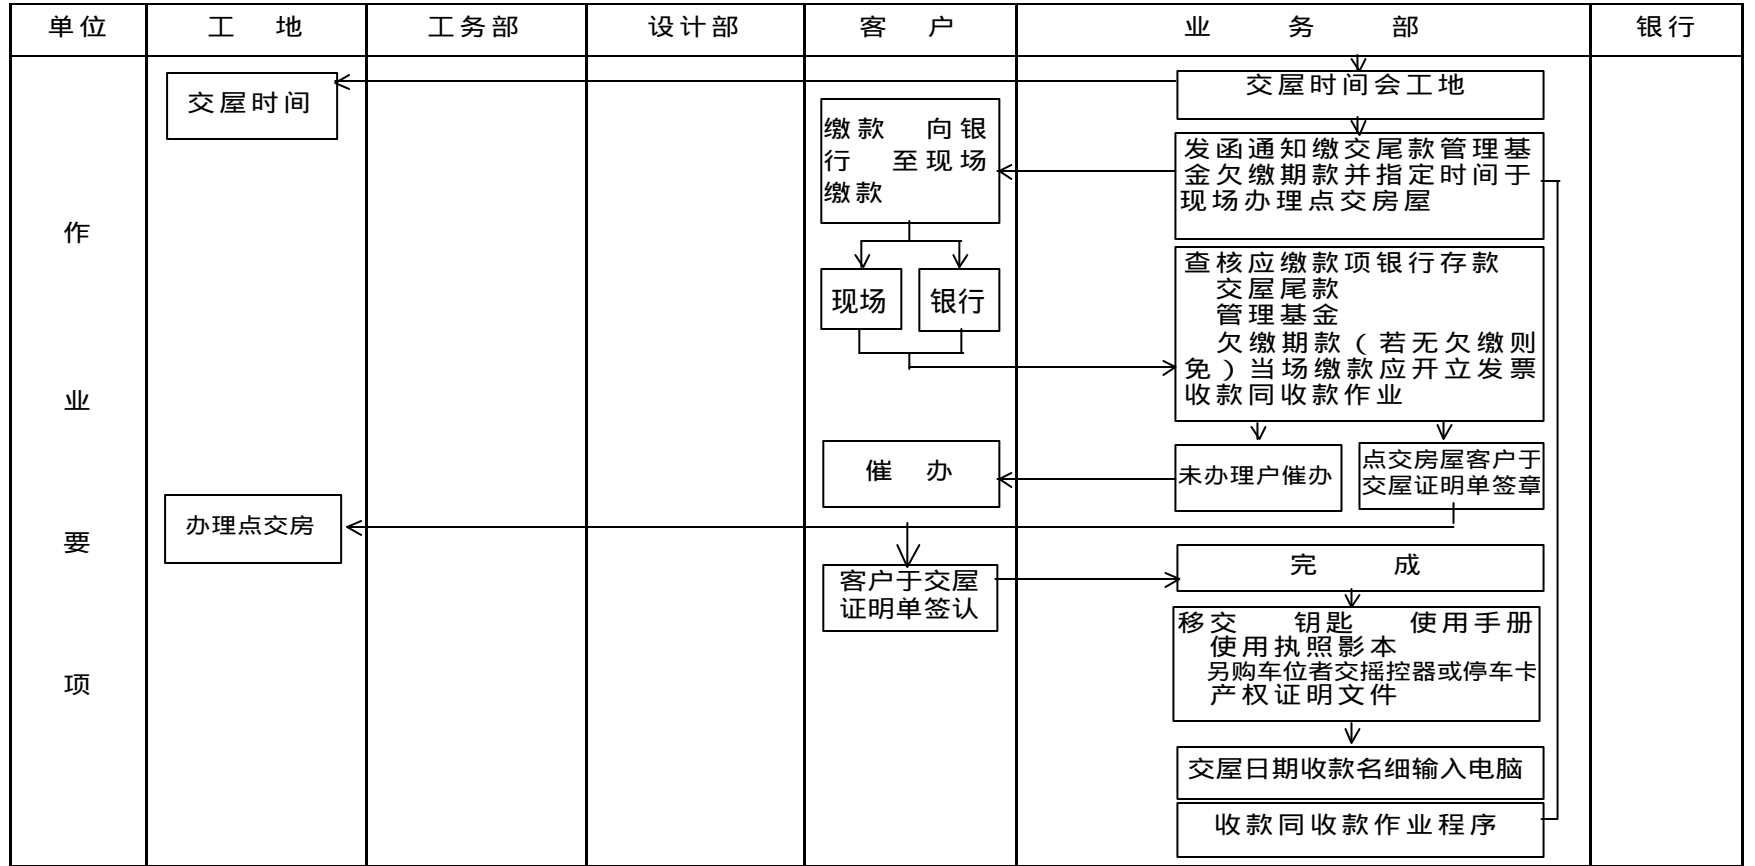 单位 工 地 工务部 设计部 客 户 业 务 部 银行
作
业
要
项
交屋时间
办理点交房
缴款 向银
行 至现场
缴款
现场 银行
催 办
客户于交屋
证明单签认
交屋时间会工地
发函通知缴交尾款管理基
金欠缴期款并指定时间于
现场办理点交房屋
查核应缴款项银行存款
交屋尾款
管理基金
欠缴期款(若无欠缴则
免)当场缴款应开立发票
收款同收款作业
未办理户催办
点交房屋客户于
交屋证明单签章
完 成
移交 钥匙 使用手册
使用执照影本
另购车位者交摇控器或停车卡
产权证明文件
交屋日期收款名细输入电脑
收款同收款作业程序